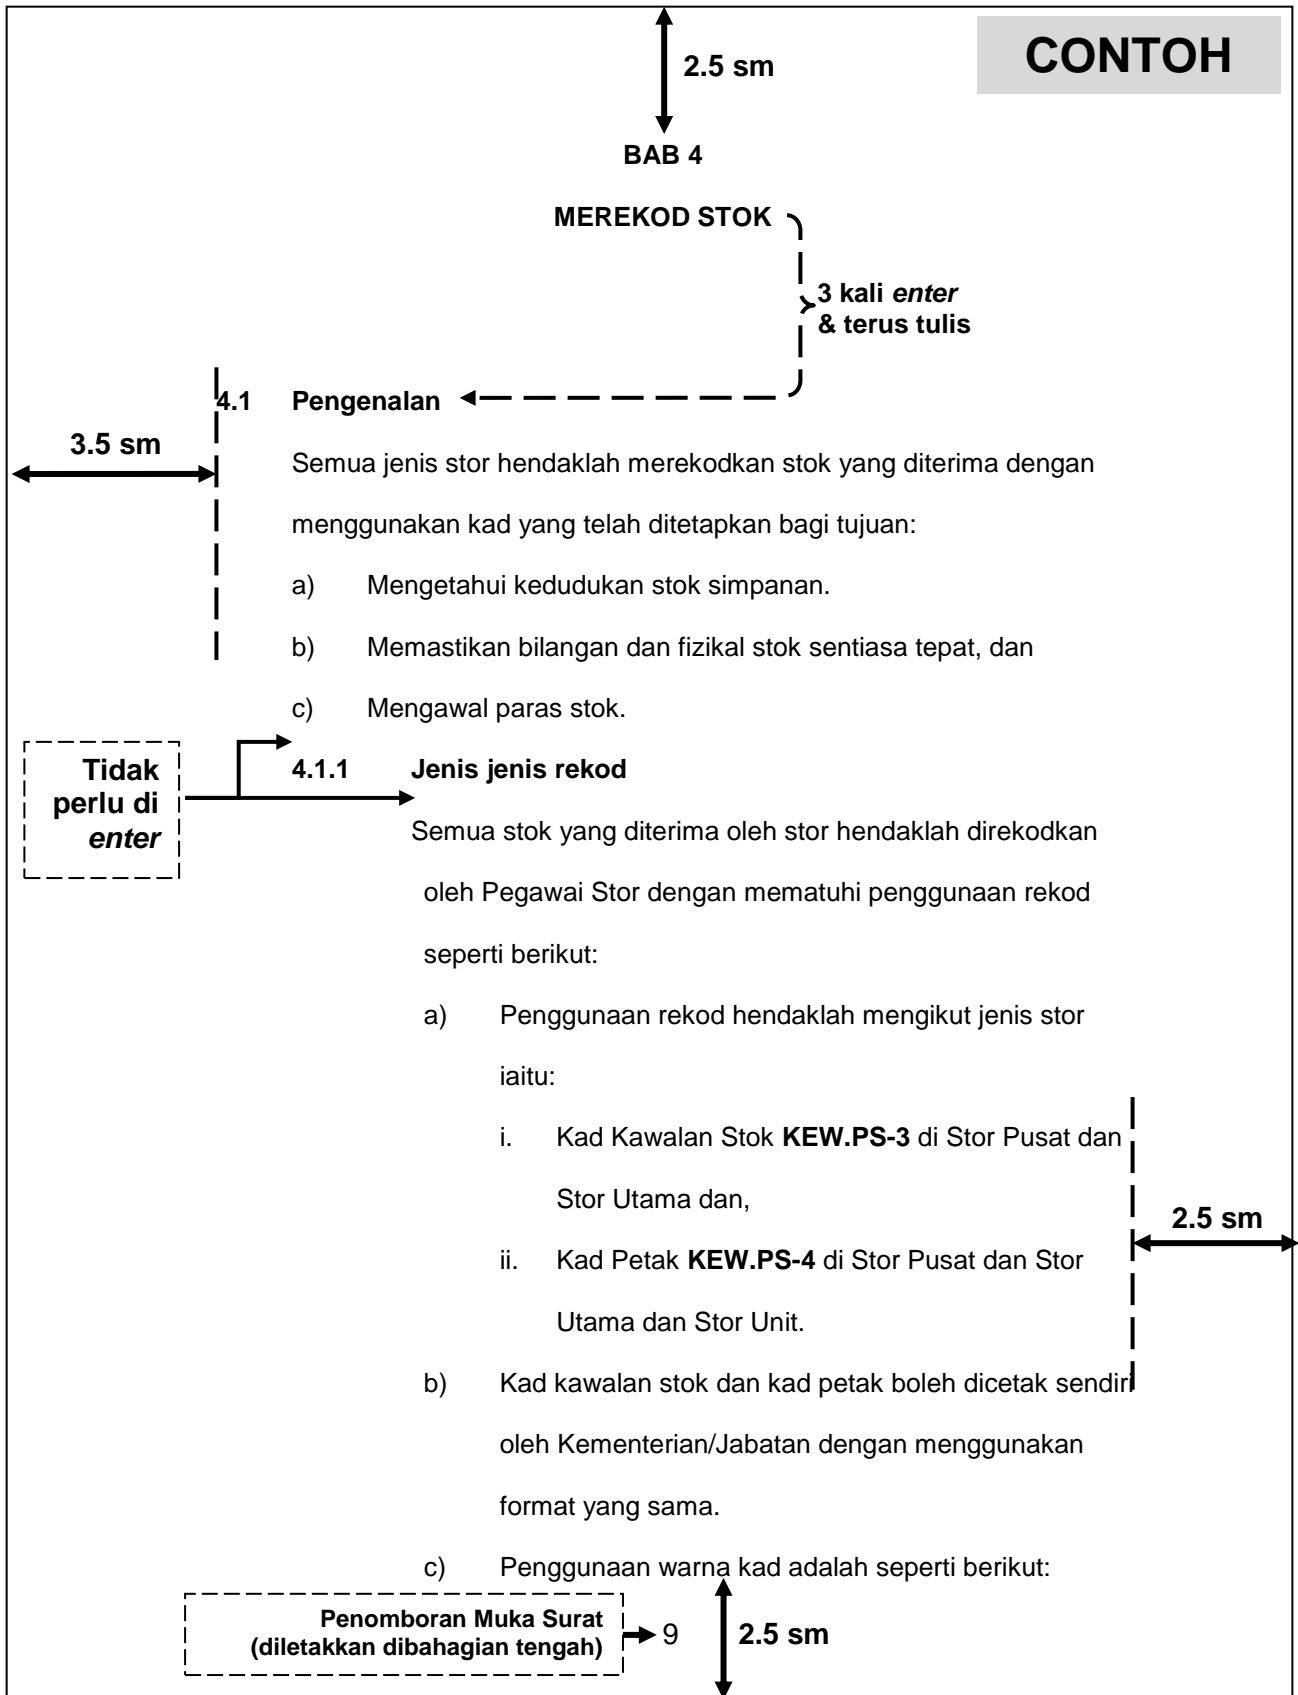 CONTOH
2.5 sm
BAB 4
MEREKOD STOK
3 kali enter
& terus tulis
4.1 Pengenalan
3.5 sm
Semua jenis stor hendaklah merekodkan stok yang diterima dengan
menggunakan kad yang telah ditetapkan bagi tujuan:
a) Mengetahui kedudukan stok simpanan.
b) Memastikan bilangan dan fizikal stok sentiasa tepat, dan
c) Mengawal paras stok.
Tidak
perlu di
enter
4.1.1 Jenis jenis rekod
Semua stok yang diterima oleh stor hendaklah direkodkan
oleh Pegawai Stor dengan mematuhi penggunaan rekod
seperti berikut:
a) Penggunaan rekod hendaklah mengikut jenis stor
iaitu:
i. Kad Kawalan Stok KEW.PS-3 di Stor Pusat dan
Stor Utama dan,
2.5 sm
ii. Kad Petak KEW.PS-4 di Stor Pusat dan Stor
Utama dan Stor Unit.
b) Kad kawalan stok dan kad petak boleh dicetak sendiri
oleh Kementerian/Jabatan dengan menggunakan
format yang sama.
c) Penggunaan warna kad adalah seperti berikut:
Penomboran Muka Surat
(diletakkan dibahagian tengah)
9
2.5 sm